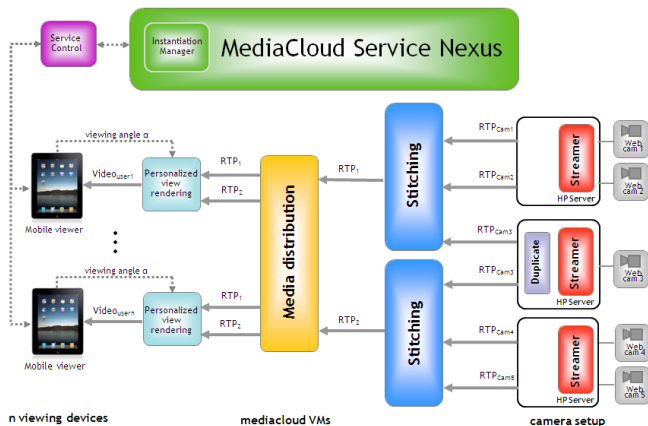 Service
Control
Instantiation
Manager
MediaCloud Service Nexus
viewing angle α
Videouser1
Mobile viewer
Personalized
view
rendering
RTP1
RTP2
Media distribution
RTP1
Stitching
RTPCam1
RTPCam2
Streamer
HP Server
Web
cam 1
Web
cam 2
RTPCam3
RTPCam3
Duplicate
Streamer
HP Server
Web
cam 3
viewing angle α
Videousern
Mobile viewer
Personalized
view
rendering
RTP1
RTP2
RTP2
Stitching
RTPCam4
RTPCam5
Streamer
HP Server
Web
cam 4
Web
cam 5
n viewing devices
mediacloud VMs
camera setup